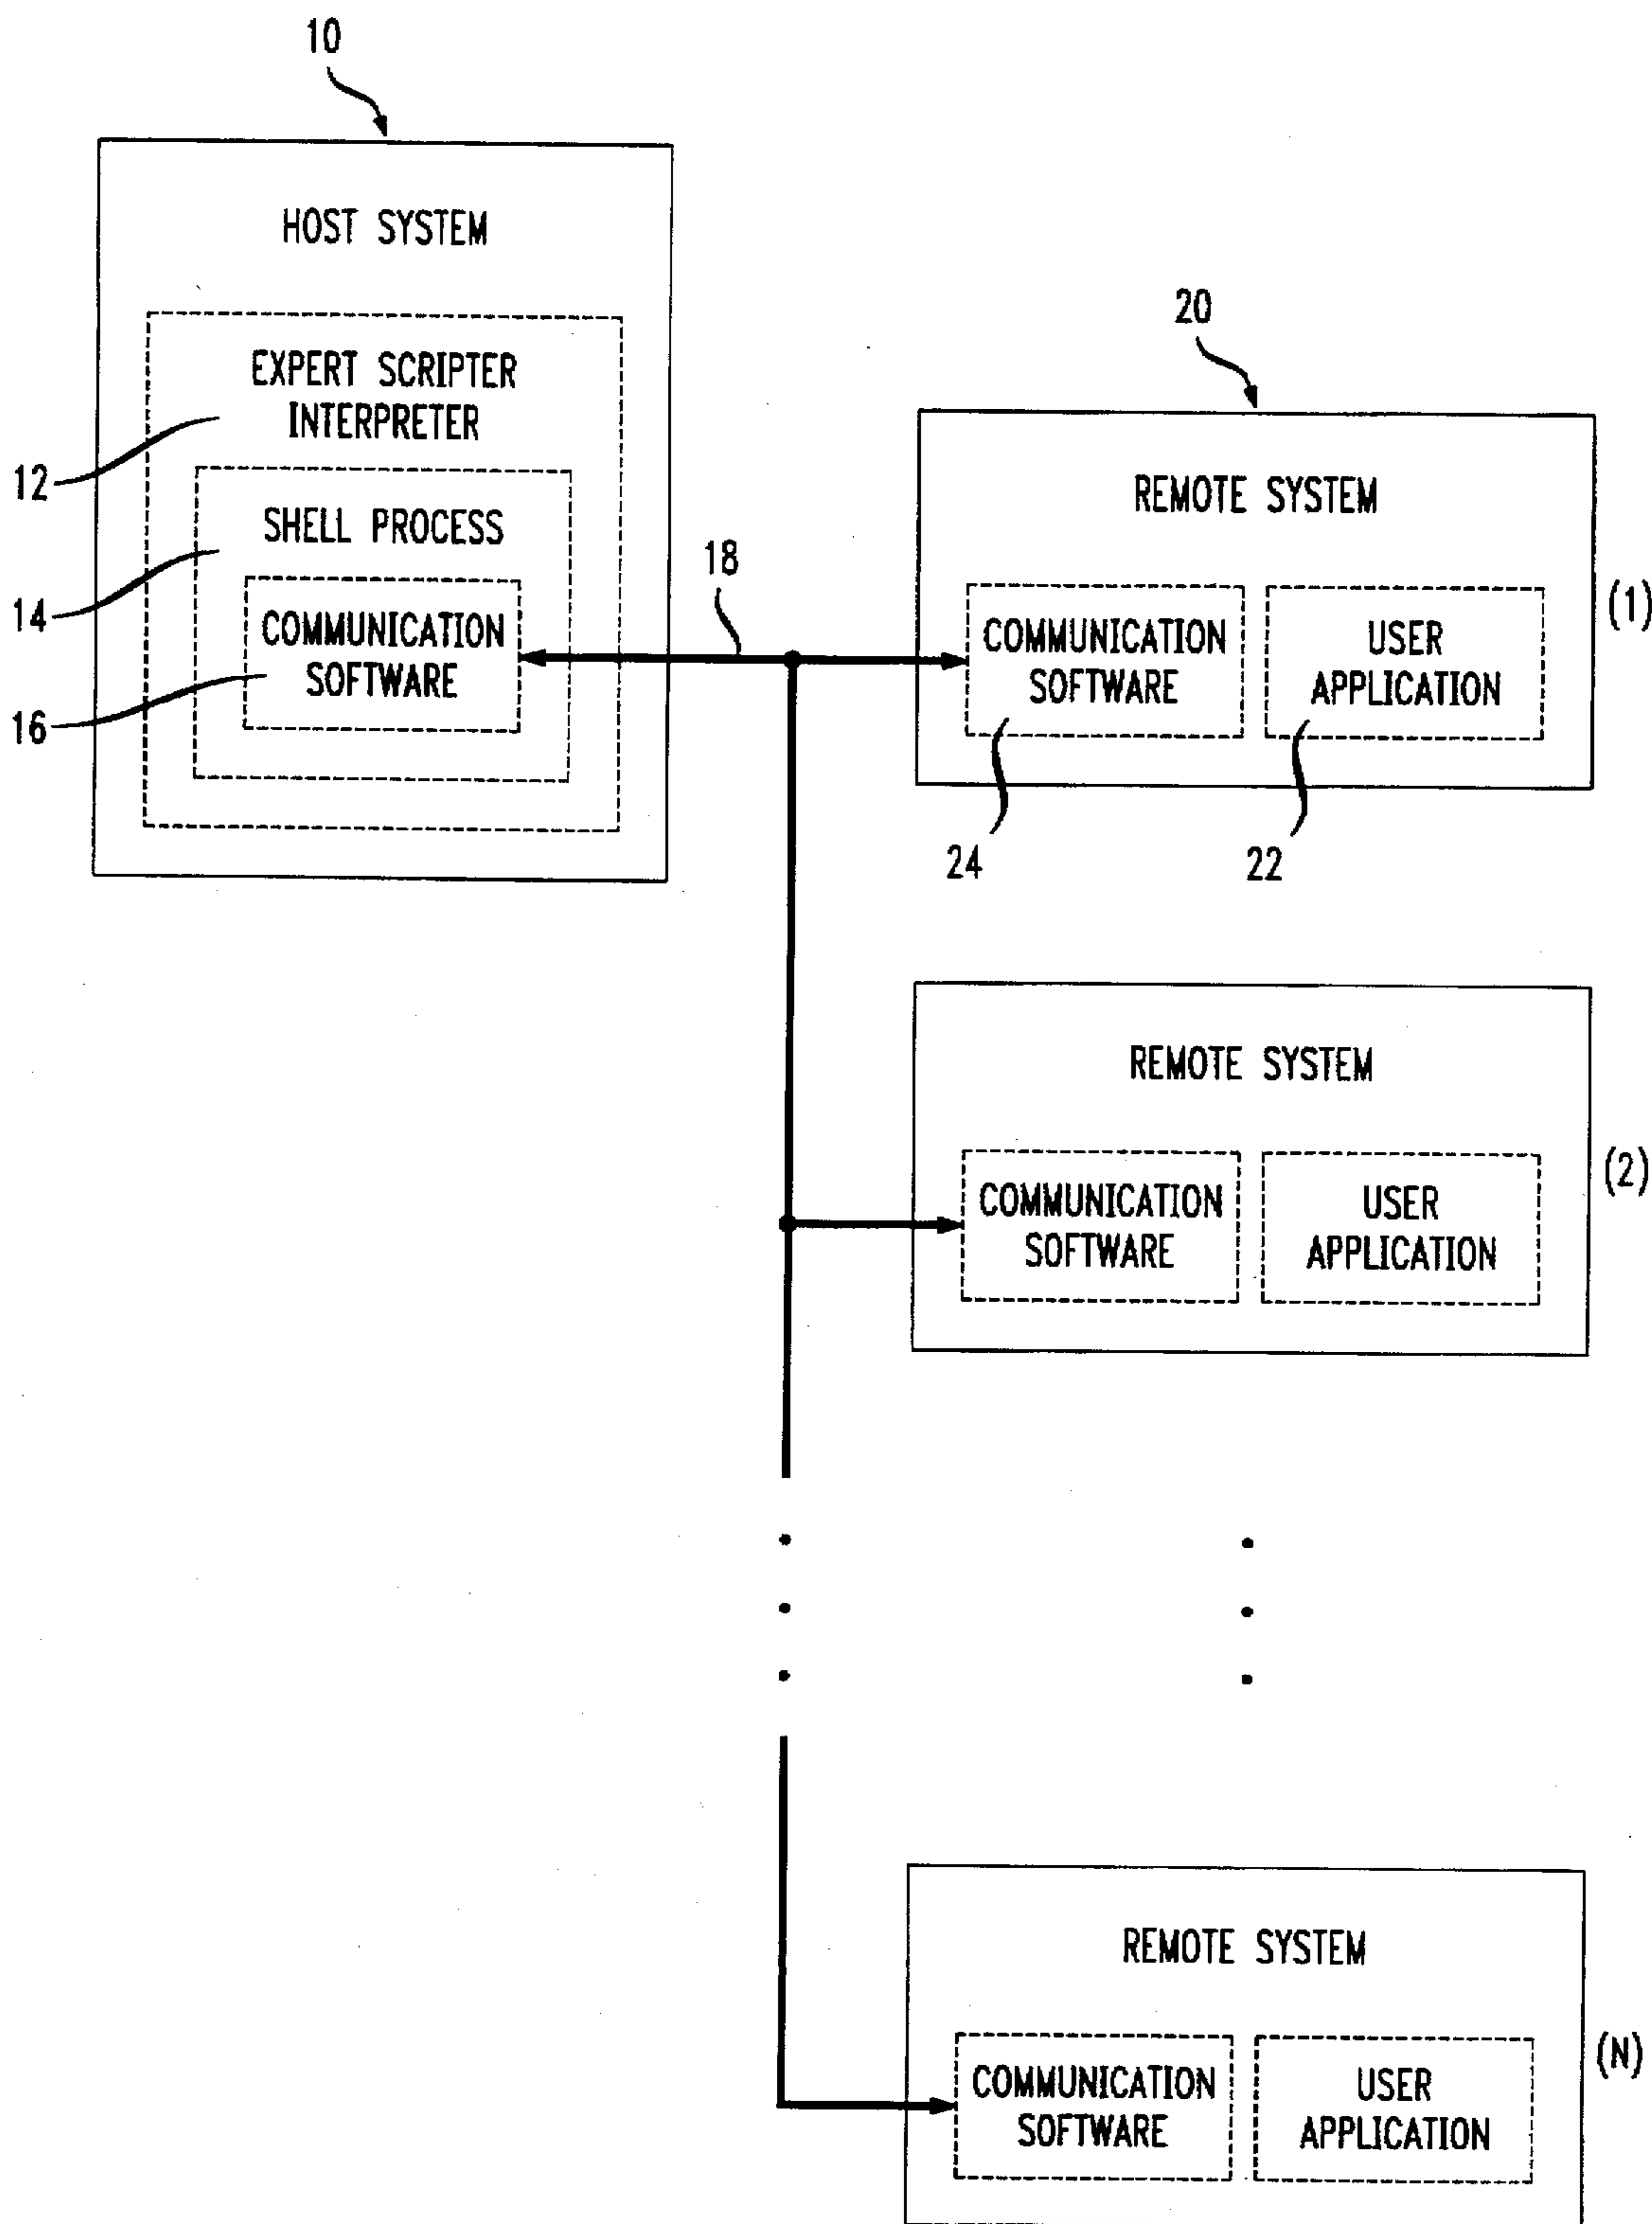 10
HOST SYSTEM
EXPERT SCRIPTER
INTERPRETER
12
SHELL PROCESS
14
COMMUNICATION
SOFTWARE
16
18
20
REMOTE SYSTEM
COMMUNICATION
SOFTWARE
USER
APPLICATION
(1)
24
22
REMOTE SYSTEM
COMMUNICATION
SOFTWARE
USER
APPLICATION
(2)
REMOTE SYSTEM
COMMUNICATION
SOFTWARE
USER
APPLICATION
(N)